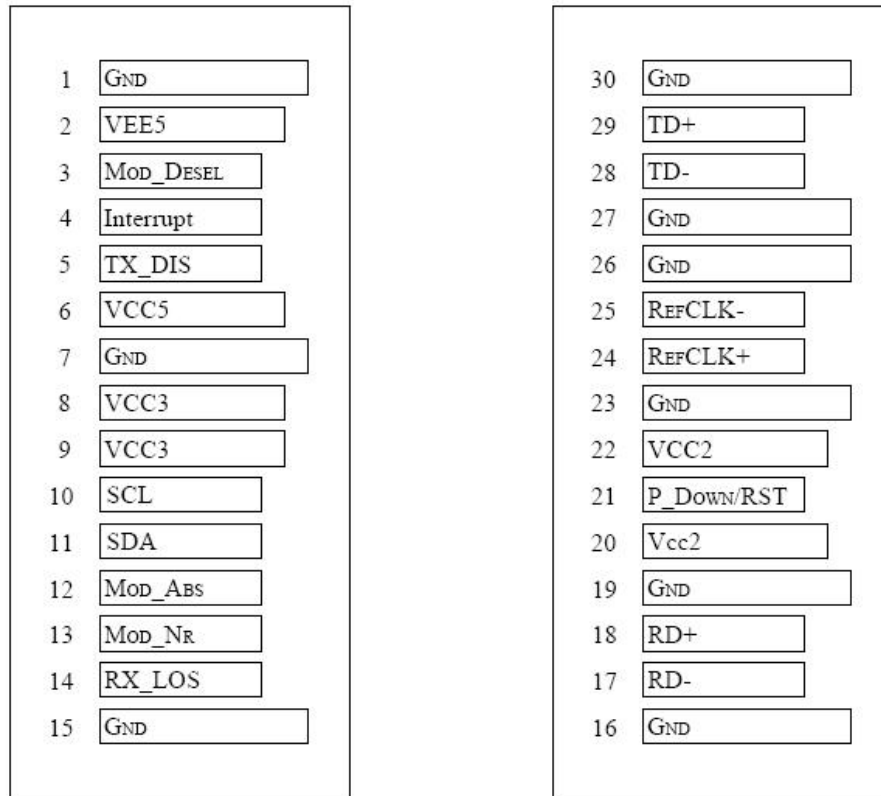 1 GND
2 VEE5
3 MOD_DESEL
4 Interrupt
5 TX_DIS
6 VCC5
7 GND
8 VCC3
9 VCC3
10 SCL
11 SDA
12 MOD_ABS
13 MOD_NR
14 RX_LOS
15 GND
30 GND
29 TD+
28 TD-
27 GND
26 GND
25 REFCLK-
24 REFCLK+
23 GND
22 VCC2
21 P_DOWN/RST
20 Vcc2
19 GND
18 RD+
17 RD-
16 GND